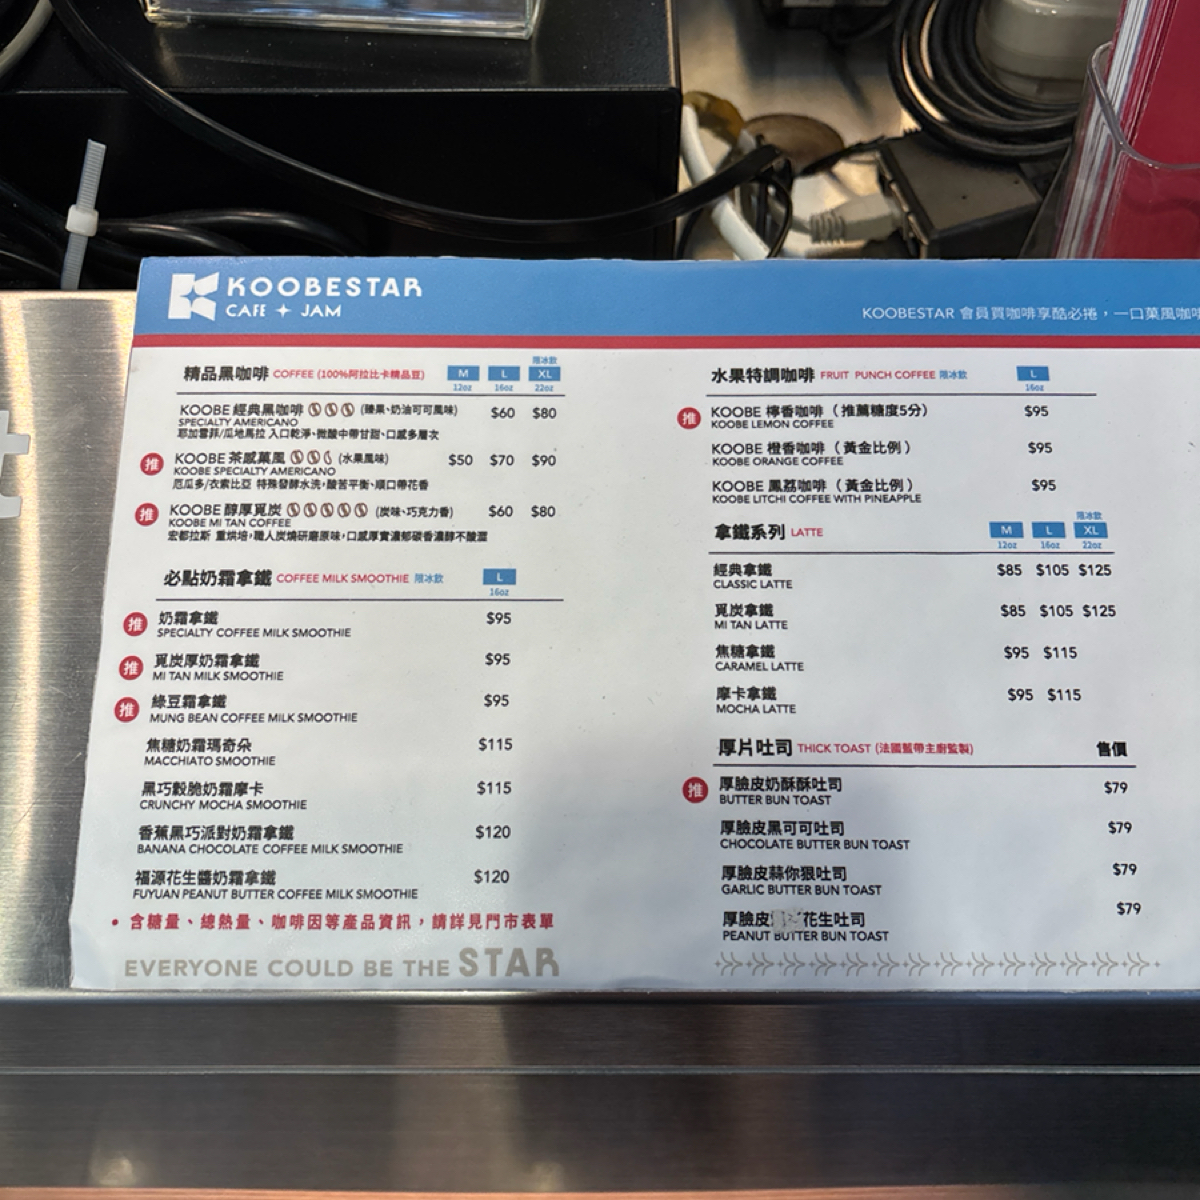 KOOBESTAR
CAFE + JAM
KOOBESTAR 會員買咖啡享酷必捲，一口菓風咖啡
精品黑咖啡 COFFEE (100%阿拉比卡精品豆) M 12oz L 16oz 限冰飲 XL 22oz
KOOBE 經典黑咖啡 (臻果、奶油可可風味) $60 $80
SPECIALTY AMERICANO
耶加雪菲/瓜地馬拉 入口乾淨、微酸中帶甘甜、口感多層次
推 KOOBE 茶感菓風 (水果風味) $50 $70 $90
KOOBE SPECIALTY AMERICANO
厄瓜多/衣索比亞 特殊發酵水洗，酸苦平衡、順口帶花香
推 KOOBE 醇厚覓炭 (炭味、巧克力香) $60 $80
KOOBE MI TAN COFFEE
宏都拉斯 重烘培，職人炭燒研磨原味，口感厚實濃郁碳香濃醇不酸澀
必點奶霜拿鐵 COFFEE MILK SMOOTHIE 限冰飲 L 16oz
推 奶霜拿鐵 $95
SPECIALTY COFFEE MILK SMOOTHIE
推 覓炭厚奶霜拿鐵 $95
MI TAN MILK SMOOTHIE
推 綠豆霜拿鐵 $95
MUNG BEAN COFFEE MILK SMOOTHIE
焦糖奶霜瑪奇朵 $115
MACCHIATO SMOOTHIE
黑巧穀脆奶霜摩卡 $115
CRUNCHY MOCHA SMOOTHIE
香蕉黑巧派對奶霜拿鐵 $120
BANANA CHOCOLATE COFFEE MILK SMOOTHIE
福源花生醬奶霜拿鐵 $120
FUYUAN PEANUT BUTTER COFFEE MILK SMOOTHIE
• 含糖量、總熱量、咖啡因等產品資訊，請詳見門市表單
EVERYONE COULD BE THE STAR
水果特調咖啡 FRUIT PUNCH COFFEE 限冰飲 L 16oz
推 KOOBE 檸香咖啡（推薦糖度5分） $95
KOOBE LEMON COFFEE
KOOBE 橙香咖啡（黃金比例） $95
KOOBE ORANGE COFFEE
KOOBE 鳳荔咖啡（黃金比例） $95
KOOBE LITCHI COFFEE WITH PINEAPPLE
拿鐵系列 LATTE M 12oz L 16oz 限冰飲 XL 22oz
經典拿鐵 $85 $105 $125
CLASSIC LATTE
覓炭拿鐵 $85 $105 $125
MI TAN LATTE
焦糖拿鐵 $95 $115
CARAMEL LATTE
摩卡拿鐵 $95 $115
MOCHA LATTE
厚片吐司 THICK TOAST (法國藍帶主廚監製) 售價
推 厚臉皮奶酥酥吐司 $79
BUTTER BUN TOAST
厚臉皮黑可可吐司 $79
CHOCOLATE BUTTER BUN TOAST
厚臉皮蒜你狠吐司 $79
GARLIC BUTTER BUN TOAST
厚臉皮 花生吐司 $79
PEANUT BUTTER BUN TOAST